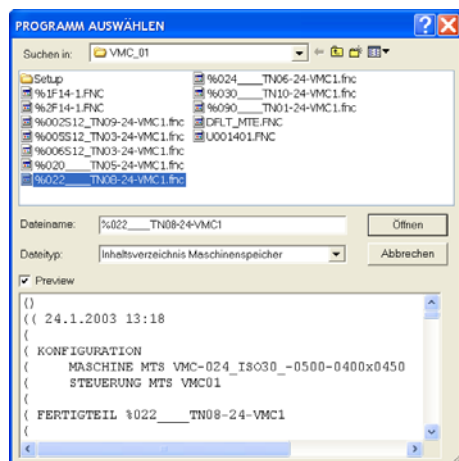 PROGRAMM AUSWÄHLEN
Suchen in: VMC_01
Setup
%1F14-1.FNC
%2F14-1.FNC
%002S12_TN09-24-VMC1.fnc
%005S12_TN03-24-VMC1.fnc
%006S12_TN03-24-VMC1.fnc
%020____TN05-24-VMC1.fnc
%022____TN08-24-VMC1.fnc
%024____TN06-24-VMC1.fnc
%030____TN10-24-VMC1.fnc
%090____TN01-24-VMC1.fnc
DFLT_MTE.FNC
U001401.FNC
Dateiname: %022____TN08-24-VMC1 Öffnen
Dateityp: Inhaltsverzeichnis Maschinenspeicher Abbrechen
Preview
()
(( 24.1.2003 13:18
(
( KONFIGURATION
( MASCHINE MTS VMC-024_ISO30_-0500-0400x0450
( STEUERUNG MTS VMC01
(
( FERTIGTEIL %022____TN08-24-VMC1
(